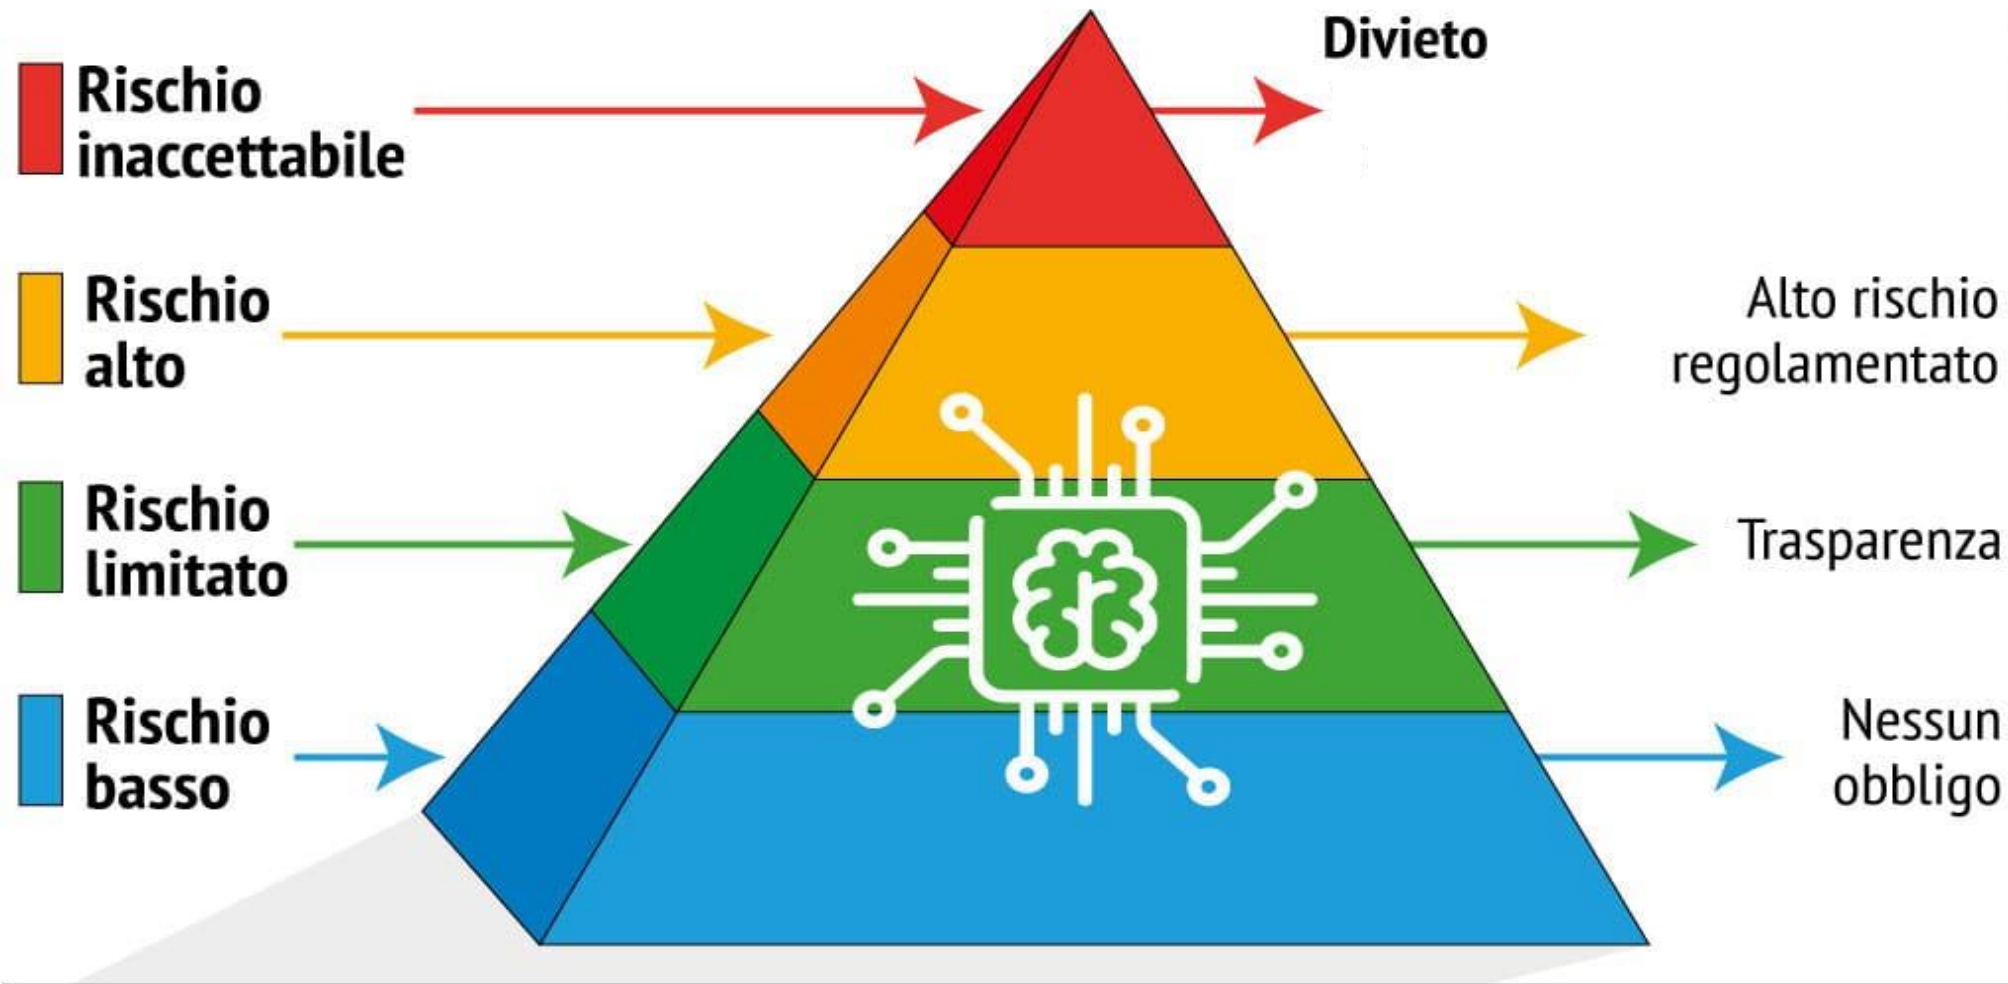 Rischio
inaccettabile
Divieto
Rischio
alto
Alto rischio
regolamentato
Rischio
limitato
Trasparenza
Rischio
basso
Nessun
obbligo